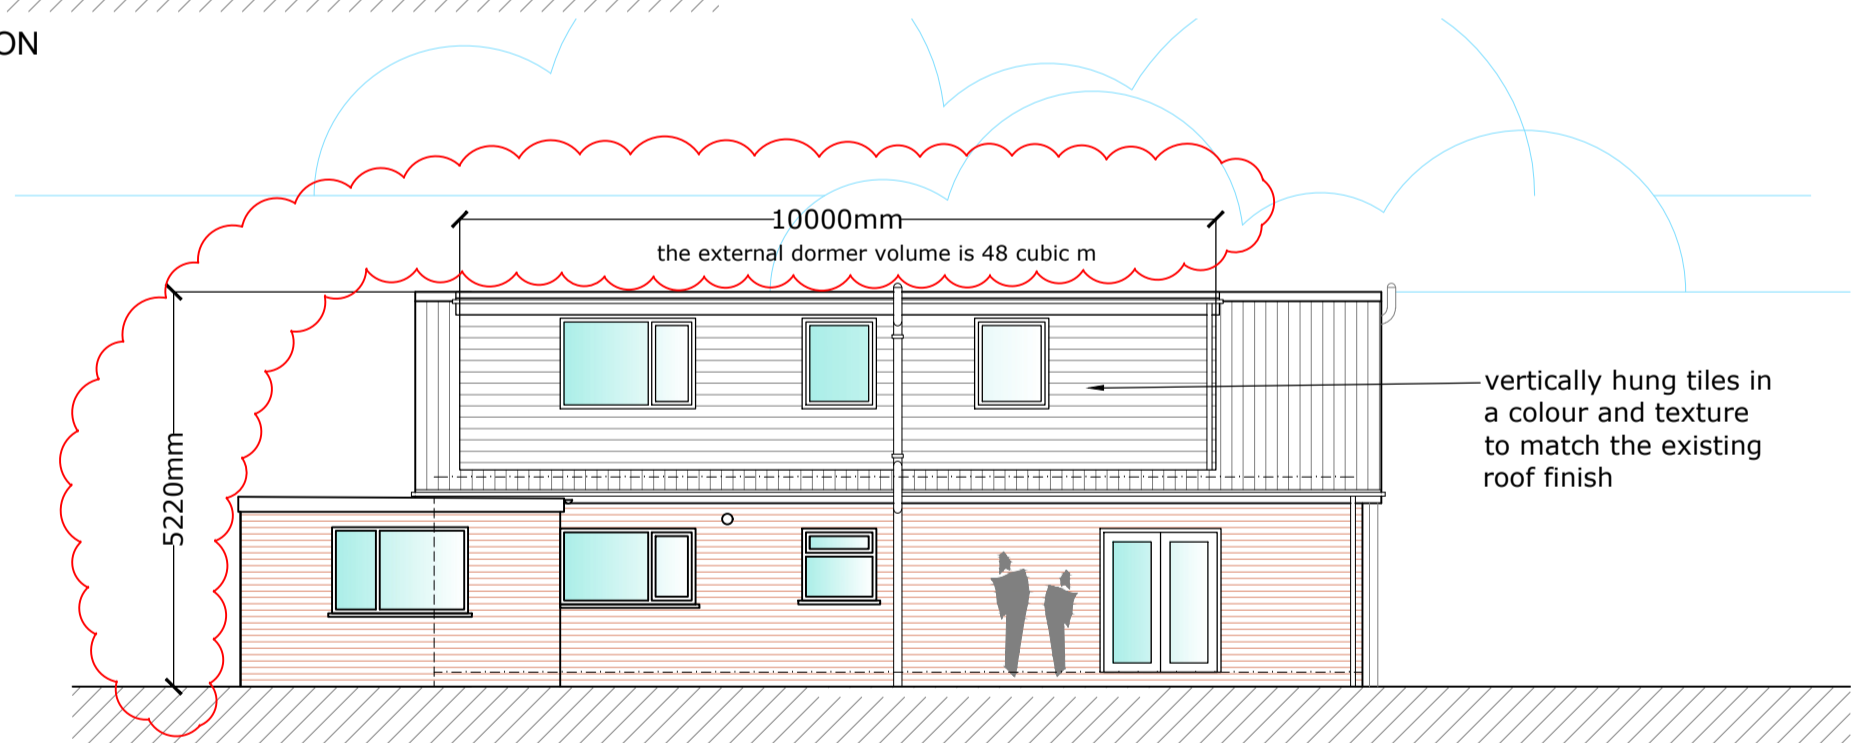 ON
10000mm
the external dormer volume is 48 cubic m
5220mm
vertically hung tiles in
a colour and texture
to match the existing
roof finish